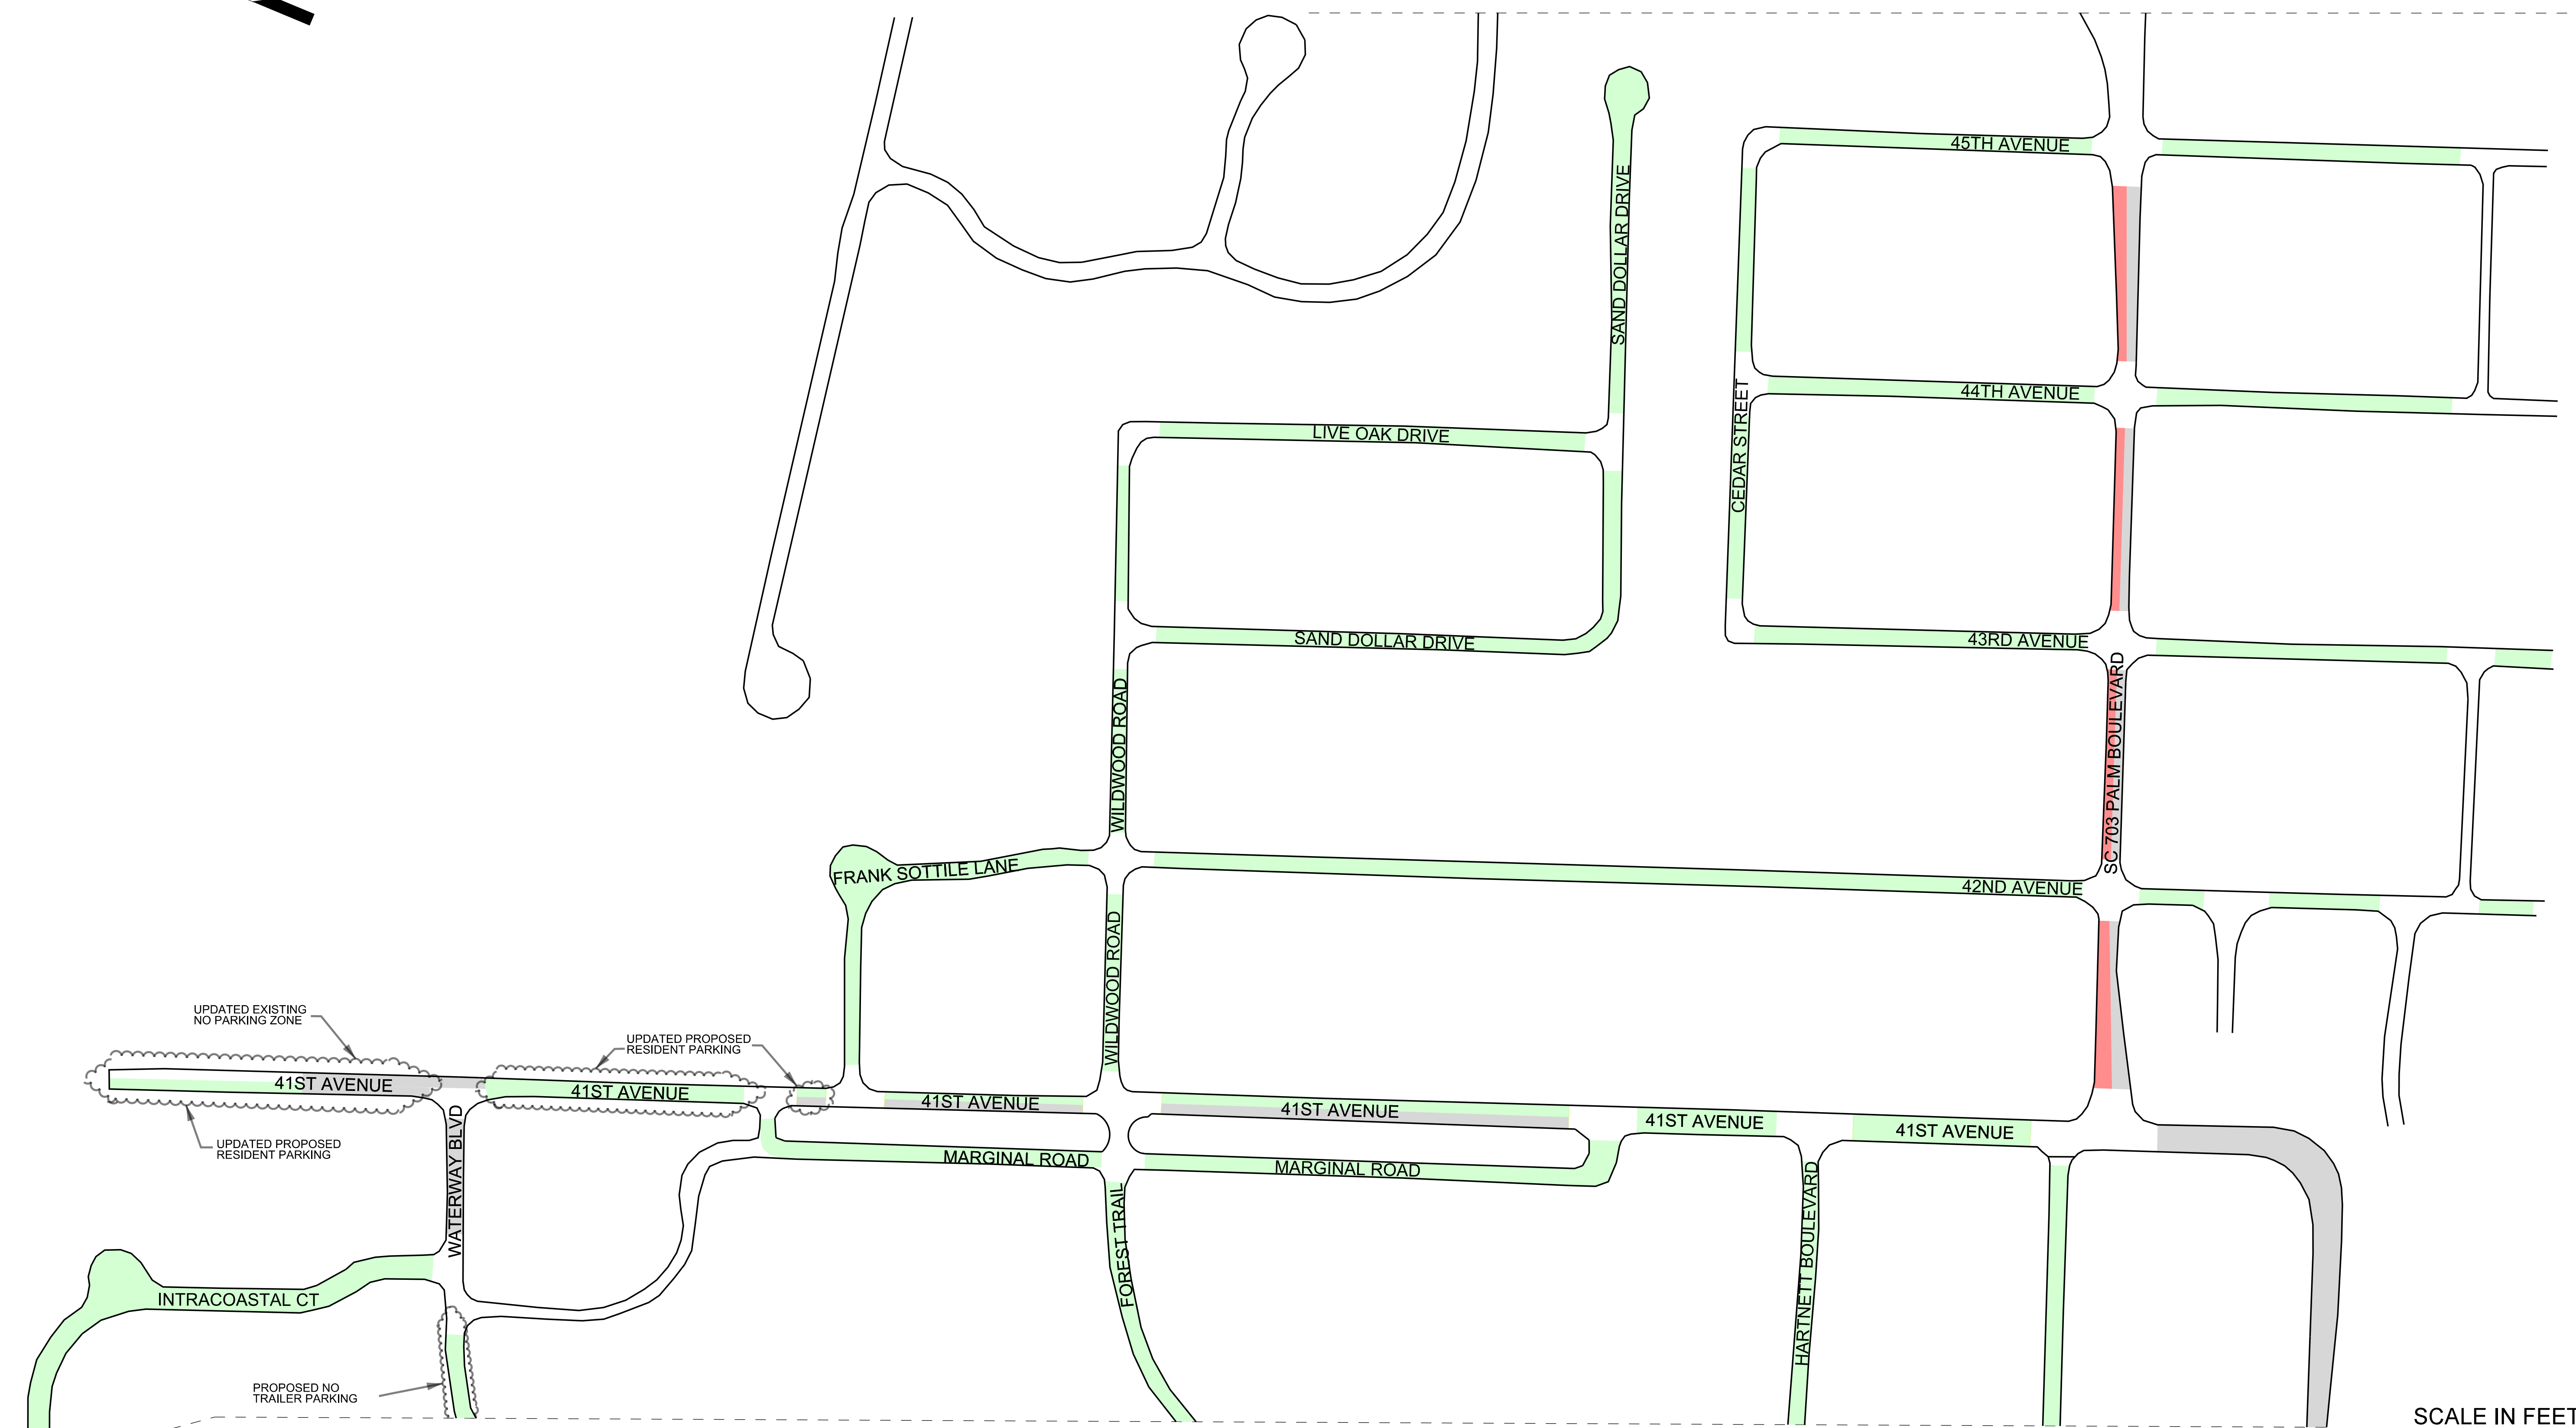 45TH AVENUE
SAND DOLLAR DRIVE
44TH AVENUE
CEDAR STREET
LIVE OAK DRIVE
SAND DOLLAR DRIVE
43RD AVENUE
SC 703 PALM BOULEVARD
WILDWOOD ROAD
FRANK SOTTILE LANE
42ND AVENUE
WILDWOOD ROAD
UPDATED EXISTING
NO PARKING ZONE
UPDATED PROPOSED
RESIDENT PARKING
41ST AVENUE
41ST AVENUE
41ST AVENUE
41ST AVENUE
41ST AVENUE
41ST AVENUE
UPDATED PROPOSED
RESIDENT PARKING
WATERWAY BLVD
MARGINAL ROAD
MARGINAL ROAD
FOREST TRAIL
HARTNETT BOULEVARD
INTRACOASTAL CT
PROPOSED NO
TRAILER PARKING
SCALE IN FEET